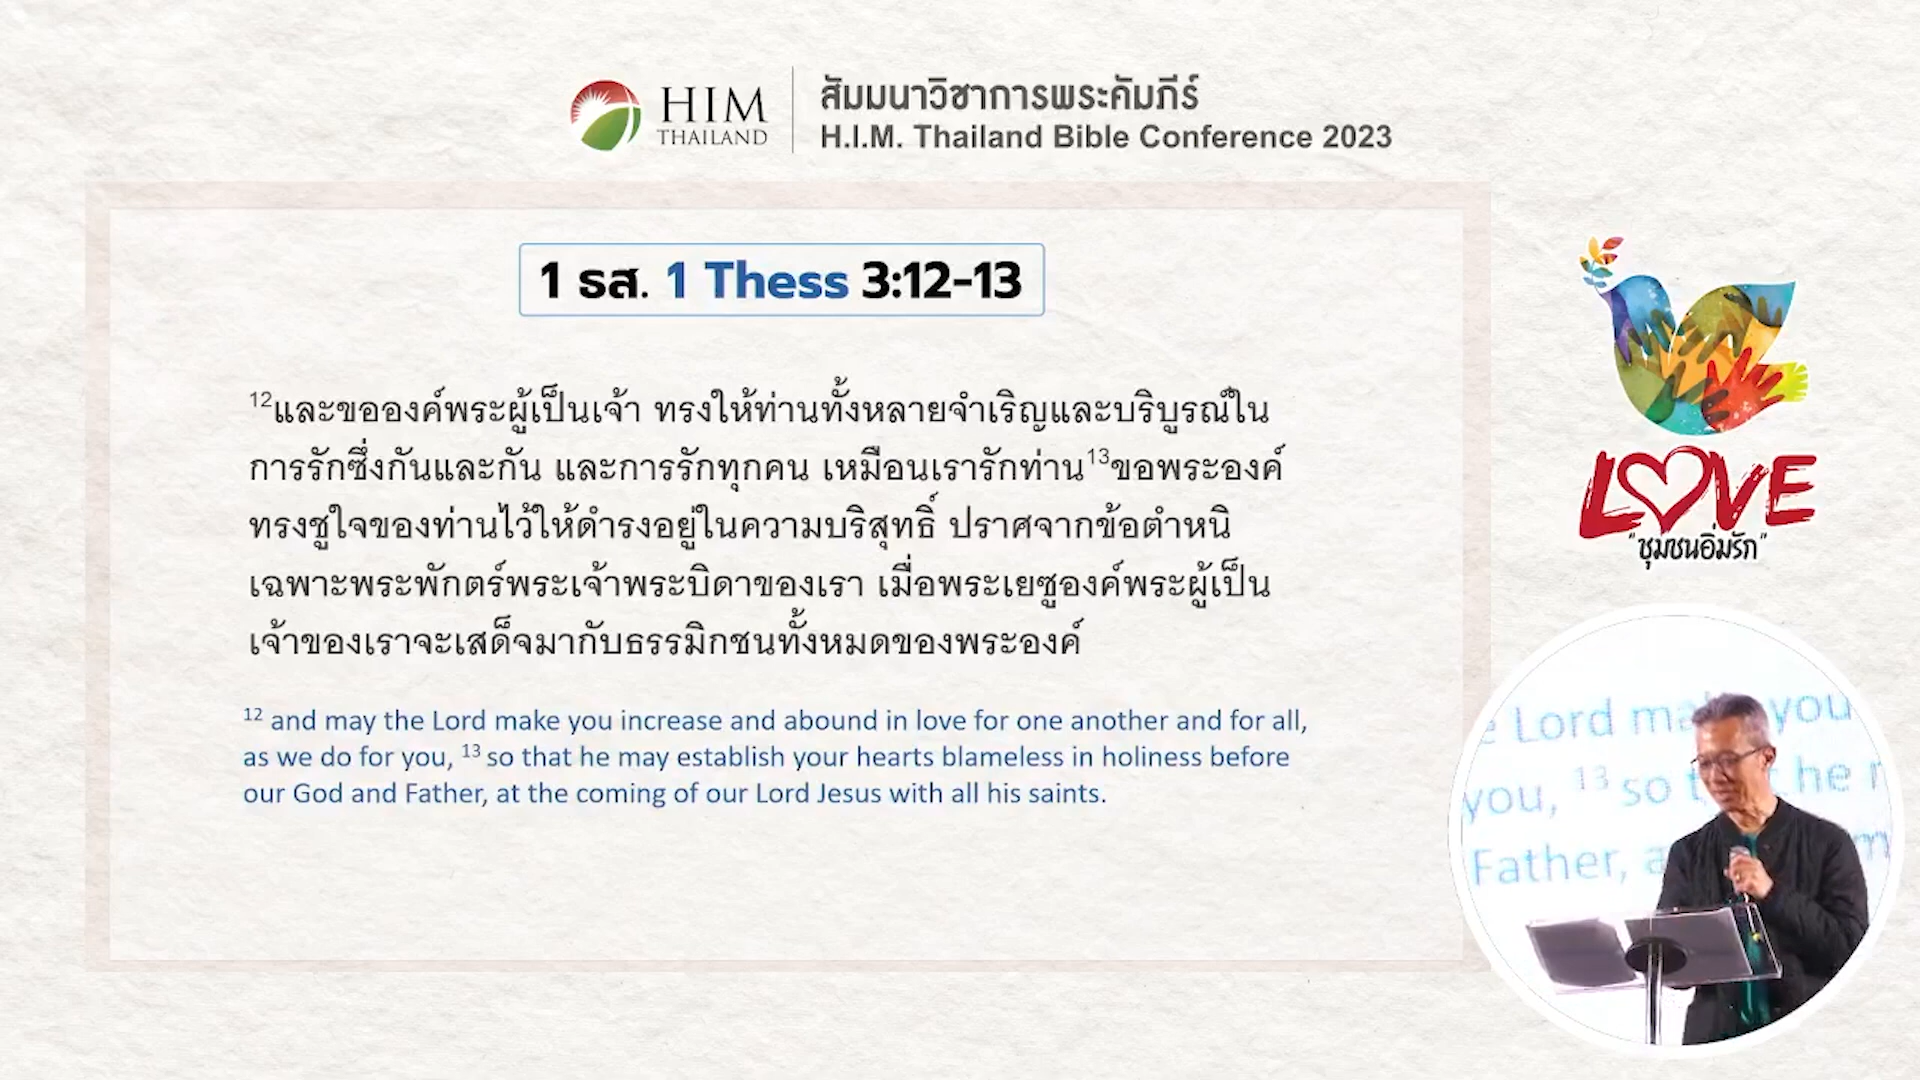 HIM
THAILAND
สัมมนาวิชาการพระคัมภีร์
H.I.M. Thailand Bible Conference 2023
1 ธส. 1 Thess 3:12-13
12และขอองค์พระผู้เป็นเจ้า ทรงให้ท่านทั้งหลายจำเริญและบริบูรณ์ใน
การรักซึ่งกันและกัน และการรักทุกคน เหมือนเรารักท่าน13ขอพระองค์
ทรงชูใจของท่านไว้ให้ดำรงอยู่ในความบริสุทธิ์ ปราศจากข้อตำหนิ
เฉพาะพระพักตร์พระเจ้าพระบิดาของเรา เมื่อพระเยซูองค์พระผู้เป็น
เจ้าของเราจะเสด็จมากับธรรมิกชนทั้งหมดของพระองค์
12 and may the Lord make you increase and abound in love for one another and for all,
as we do for you, 13 so that he may establish your hearts blameless in holiness before
our God and Father, at the coming of our Lord Jesus with all his saints.
LOVE
"ชุมชนอิ่มรัก"
Lord you
you, 13 so he
Father,